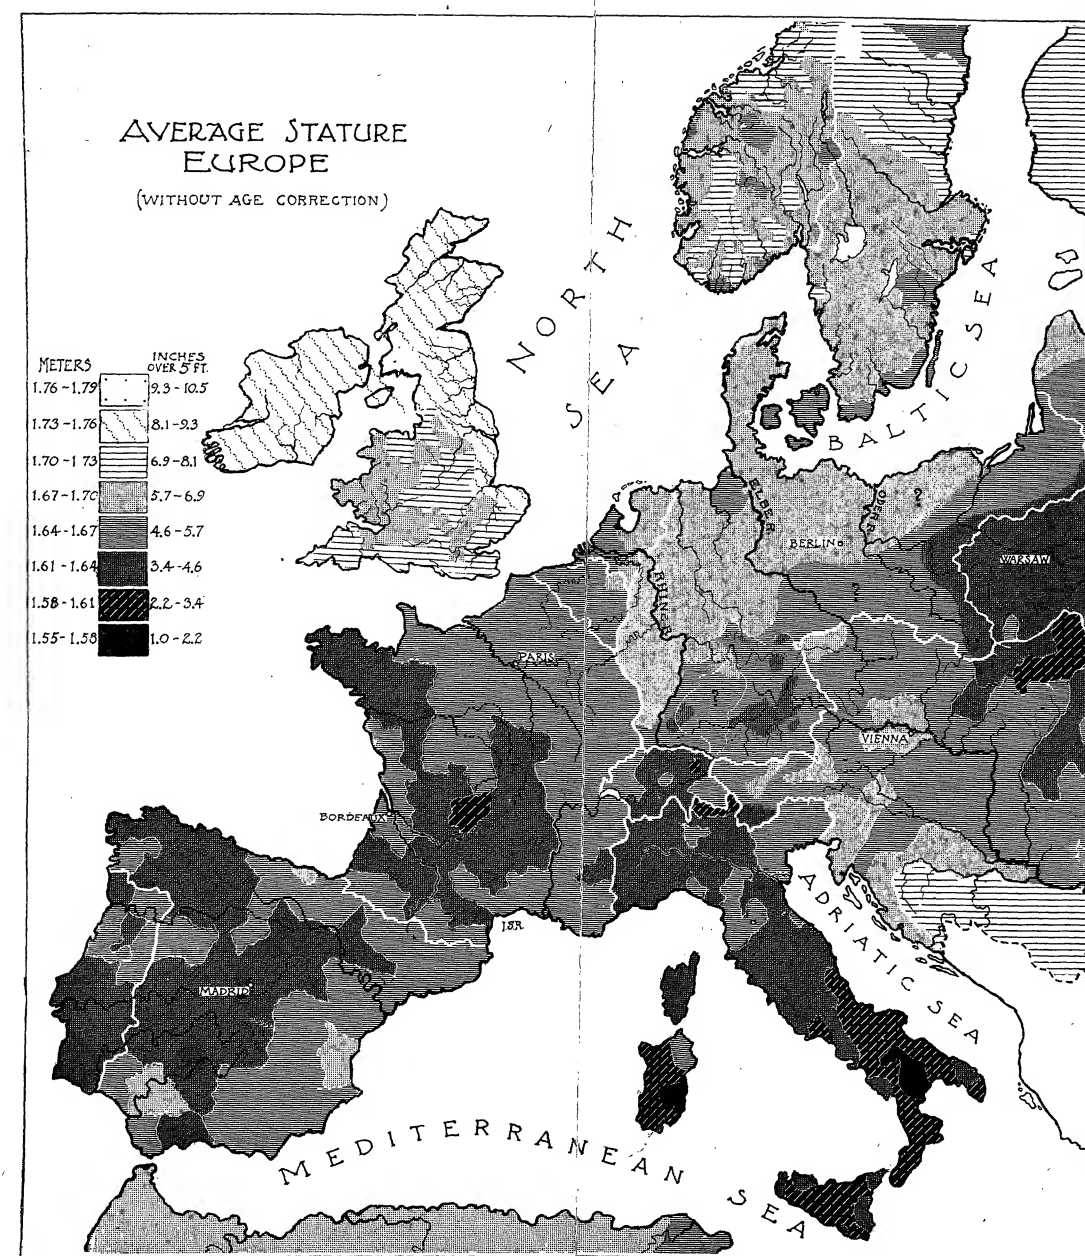 AVERAGE STATURE
EUROPE
(WITHOUT AGE CORRECTION)
METERS
INCHES
OVER 5 FT.
1.76-1.79 9.3-10.5
1.73-1.76 8.1-9.3
1.70-1 73 6.9-8.1
1.67-1.70 5.7-6.9
1.64-1.67 4.6-5.7
1.61-1.64 3.4-4.6
1.58-1.61 2.2-3.4
1.55-1.58 1.0-2.2
NORTH
SEA
BALTIC SEA
ELBE R
ODER R
?
BERLIN
WARSAW
RHINE R
?
PARIS
?
VIENNA
BORDEAUX
J.S.R.
ADRIATIC SEA
MADRID
MEDITERRANEAN
SEA